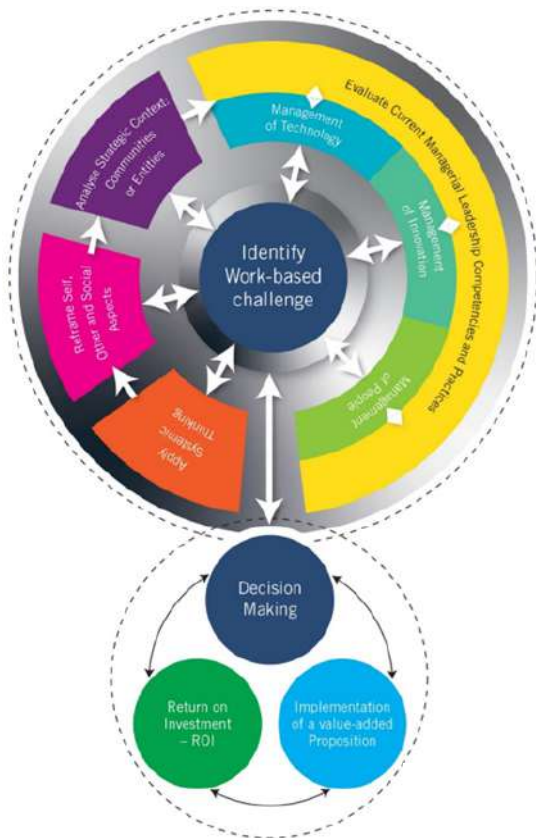 Evaluate Current Managerial Leadership Competencies and Practices
Management
of Technology
Management
of Innovation
Management
of People
Analyse Strategic Context:
Communities
or Entities
Reframe Self,
Other and Social
Aspects
Apply
Systemic
Thinking
Identify
Work-based
challenge
Decision
Making
Return on
Investment
– ROI
Implementation
of a value-added
Proposition